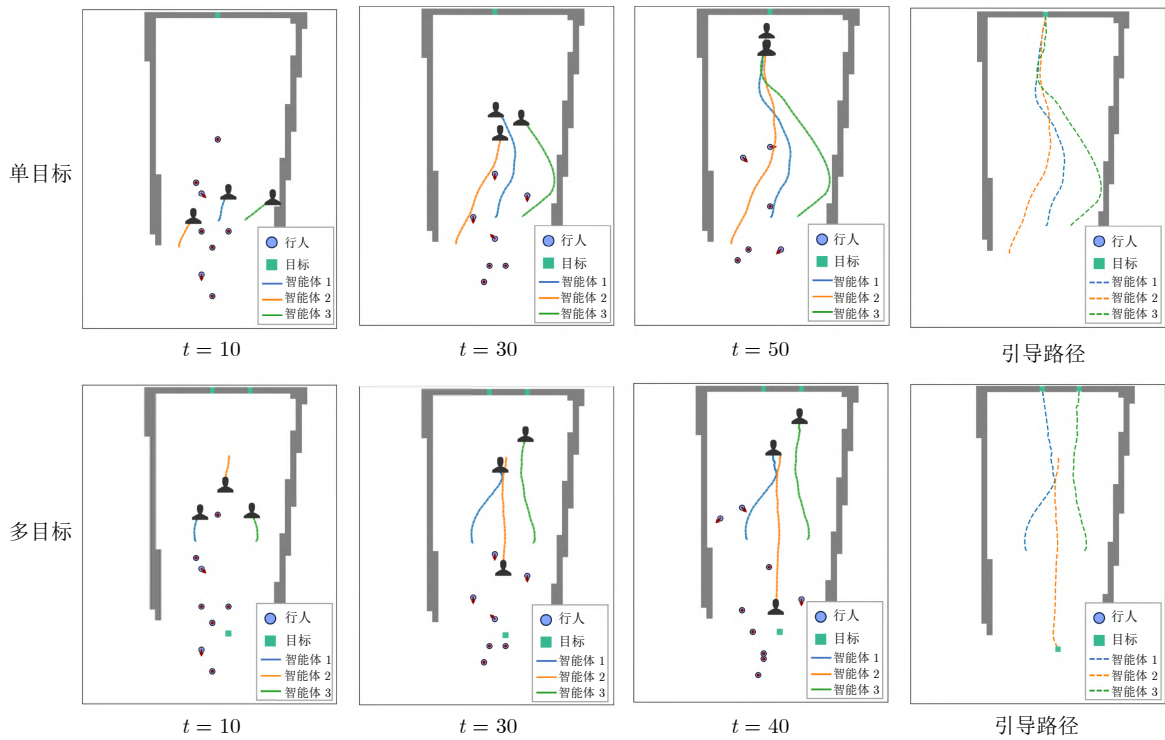 单目标
行人
目标
智能体 1
智能体 2
智能体 3
t = 10
行人
目标
智能体 1
智能体 2
智能体 3
t = 30
行人
目标
智能体 1
智能体 2
智能体 3
t = 50
行人
目标
智能体 1
智能体 2
智能体 3
引导路径
多目标
行人
目标
智能体 1
智能体 2
智能体 3
t = 10
行人
目标
智能体 1
智能体 2
智能体 3
t = 30
行人
目标
智能体 1
智能体 2
智能体 3
t = 40
行人
目标
智能体 1
智能体 2
智能体 3
引导路径